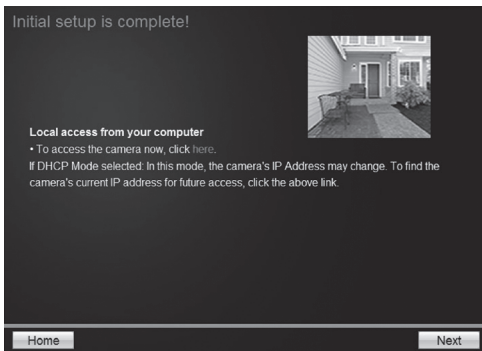 Initial setup is complete!
Local access from your computer
• To access the camera now, click here.
If DHCP Mode selected: In this mode, the camera's IP Address may change. To find the
camera's current IP address for future access, click the above link.
Home
Next